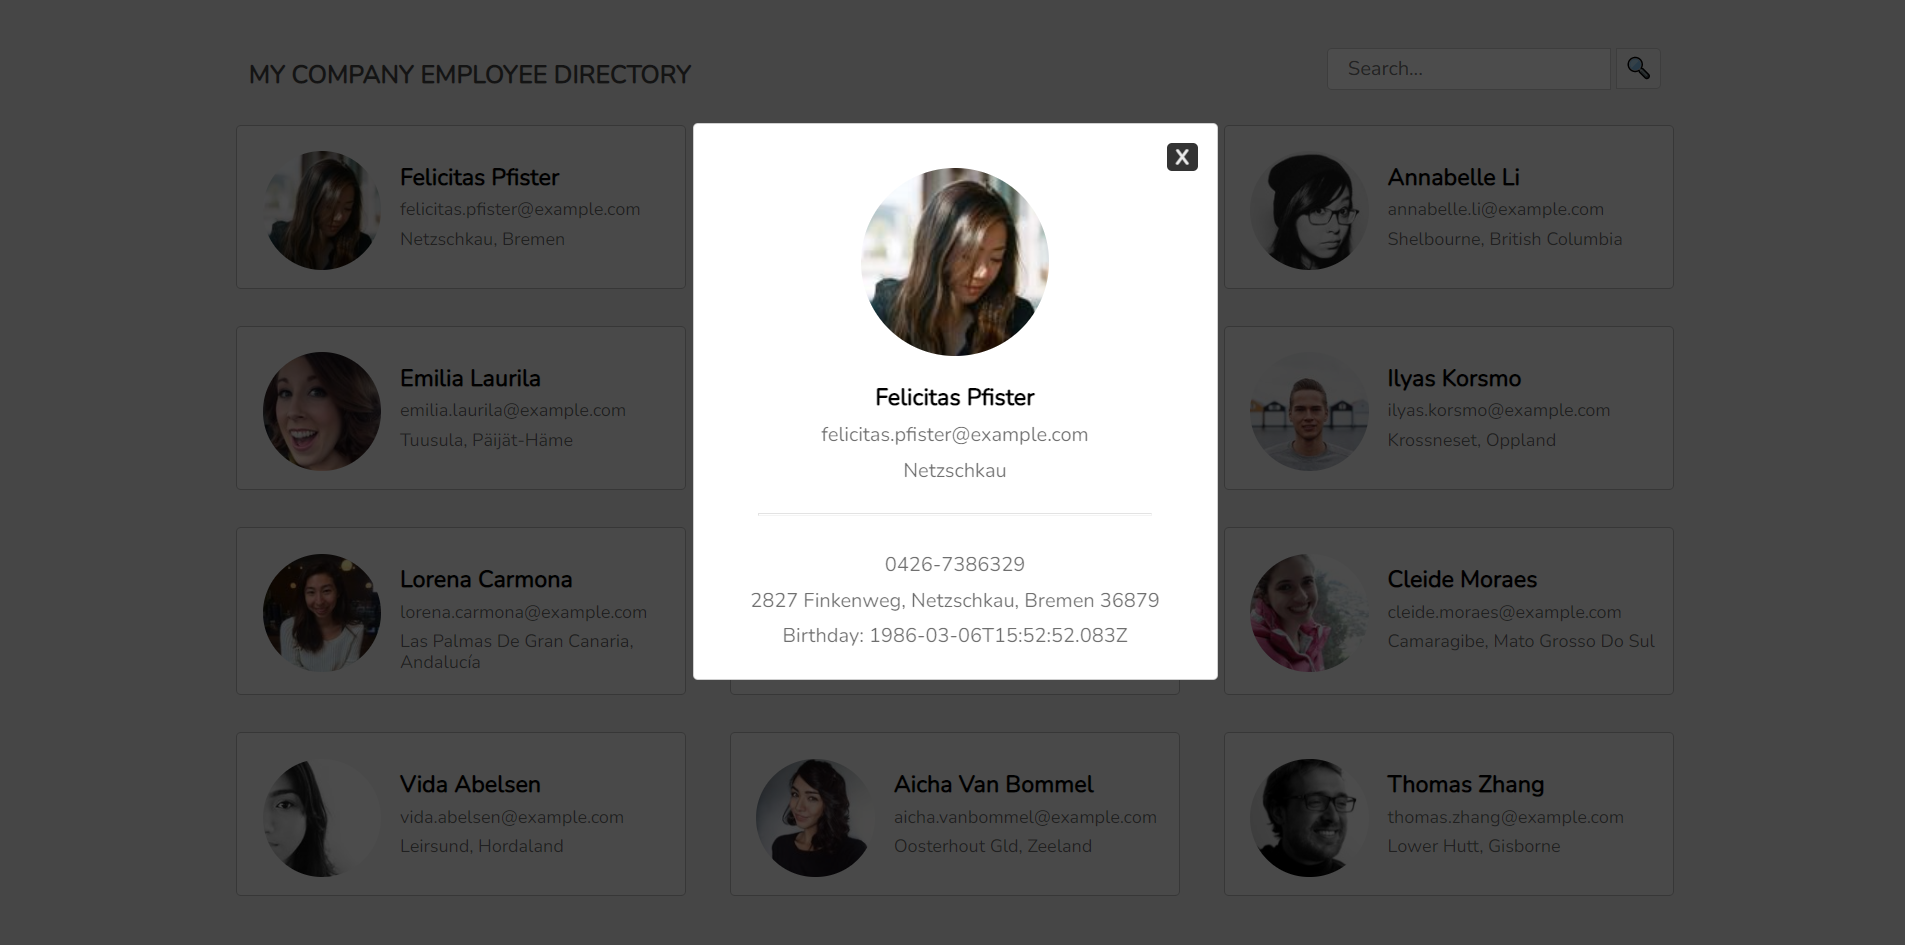 MY COMPANY EMPLOYEE DIRECTORY
Search...
Felicitas Pfister
felicitas.pfister@example.com
Netzschkau, Bremen
X
Felicitas Pfister
felicitas.pfister@example.com
Netzschkau
0426-7386329
2827 Finkenweg, Netzschkau, Bremen 36879
Birthday: 1986-03-06T15:52:52.083Z
Annabelle Li
annabelle.li@example.com
Shelbourne, British Columbia
Emilia Laurila
emilia.laurila@example.com
Tuusula, Päijät-Häme
Ilyas Korsmo
ilyas.korsmo@example.com
Krossneset, Oppland
Lorena Carmona
lorena.carmona@example.com
Las Palmas De Gran Canaria,
Andalucía
Cleide Moraes
cleide.moraes@example.com
Camaragibe, Mato Grosso Do Sul
Vida Abelsen
vida.abelsen@example.com
Leirsund, Hordaland
Aicha Van Bommel
aicha.vanbommel@example.com
Oosterhout Gld, Zeeland
Thomas Zhang
thomas.zhang@example.com
Lower Hutt, Gisborne